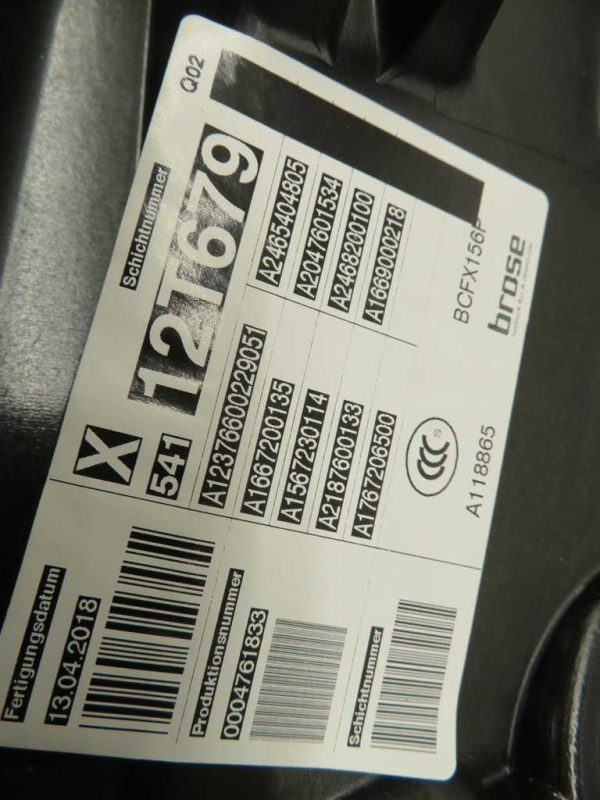 Q02
Schichtnummer
X 12T679
541
A12376600229051
A2465404805
A1667200135
A2047601534
A1567230114
A2468200100
A2187600133
A1669000218
A1767206500
BCFX156P
brose
S
A118865
Fertigungsdatum
13.04.2018
Produktionsnummer
0004761833
Schichtnummer